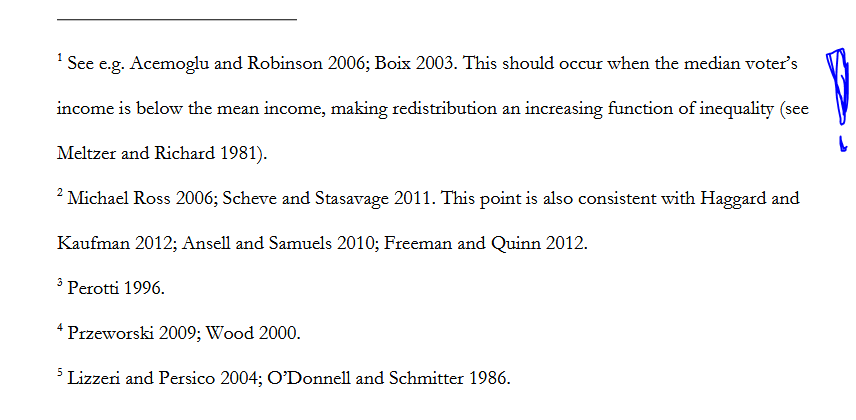 1 See e.g. Acemoglu and Robinson 2006; Boix 2003. This should occur when the median voter’s
income is below the mean income, making redistribution an increasing function of inequality (see
Meltzer and Richard 1981).
2 Michael Ross 2006; Scheve and Stasavage 2011. This point is also consistent with Haggard and
Kaufman 2012; Ansell and Samuels 2010; Freeman and Quinn 2012.
3 Perotti 1996.
4 Przeworski 2009; Wood 2000.
5 Lizzeri and Persico 2004; O’Donnell and Schmitter 1986.